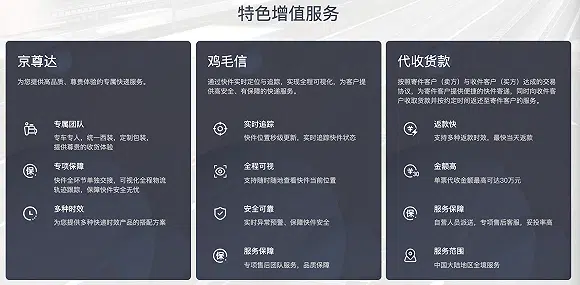 特色增值服务
京尊达
为您提供高品质、尊贵体验的专属快递服务。
专属团队
专车专人，统一西装，定制包装，
提供尊贵的收货体验
专项保障
快件全环节单独交接，可视化全程物流
轨迹跟踪，保障快件安全无忧
多种时效
为您提供多种快递时效产品的搭配方案
鸡毛信
通过快件实时定位与追踪，实现全程可视化，为客户提
供高安全、有保障的快递服务。
实时追踪
快件位置秒级更新，实时追踪快件状态
全程可视
支持随时随地查看快件当前位置
安全可靠
实时异常预警、保障快件安全
保
服务保障
专项售后团队服务，品质保障
代收货款
按照寄件客户（卖方）与收件客户（买方）达成的交易
协议，为寄件客户提供便捷的快件寄递，同时向收件客
户收取货款并按约定时间返还至寄件客户的服务。
返款快
支持多种返款时效，最快当天返款
金额高
单票代收金额最高可达30万元
服务保障
自营人员派送，专项售后客服，妥投率高
服务范围
中国大陆地区全境服务